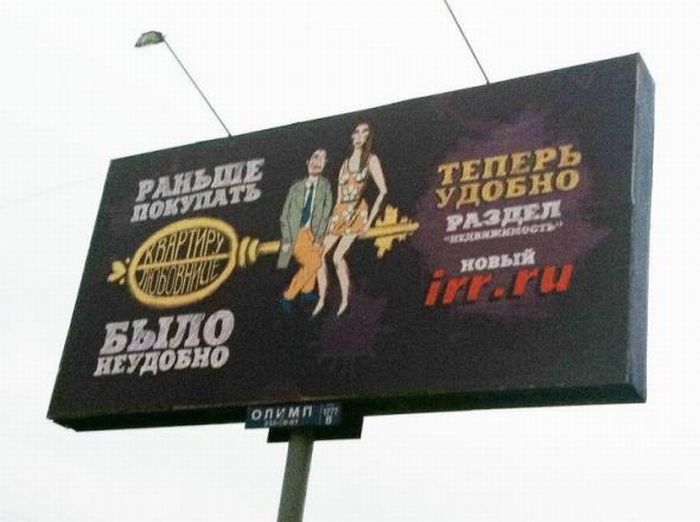 РАНЬШЕ
ПОКУПАТЬ
КВАРТИРУ
ЛЮБОВНИЦЕ
БЫЛО
НЕУДОБНО
ТЕПЕРЬ
УДОБНО
РАЗДЕЛ
"НЕДВИЖИМОСТЬ"
НОВЫЙ
irr.ru
ОЛИМП
В